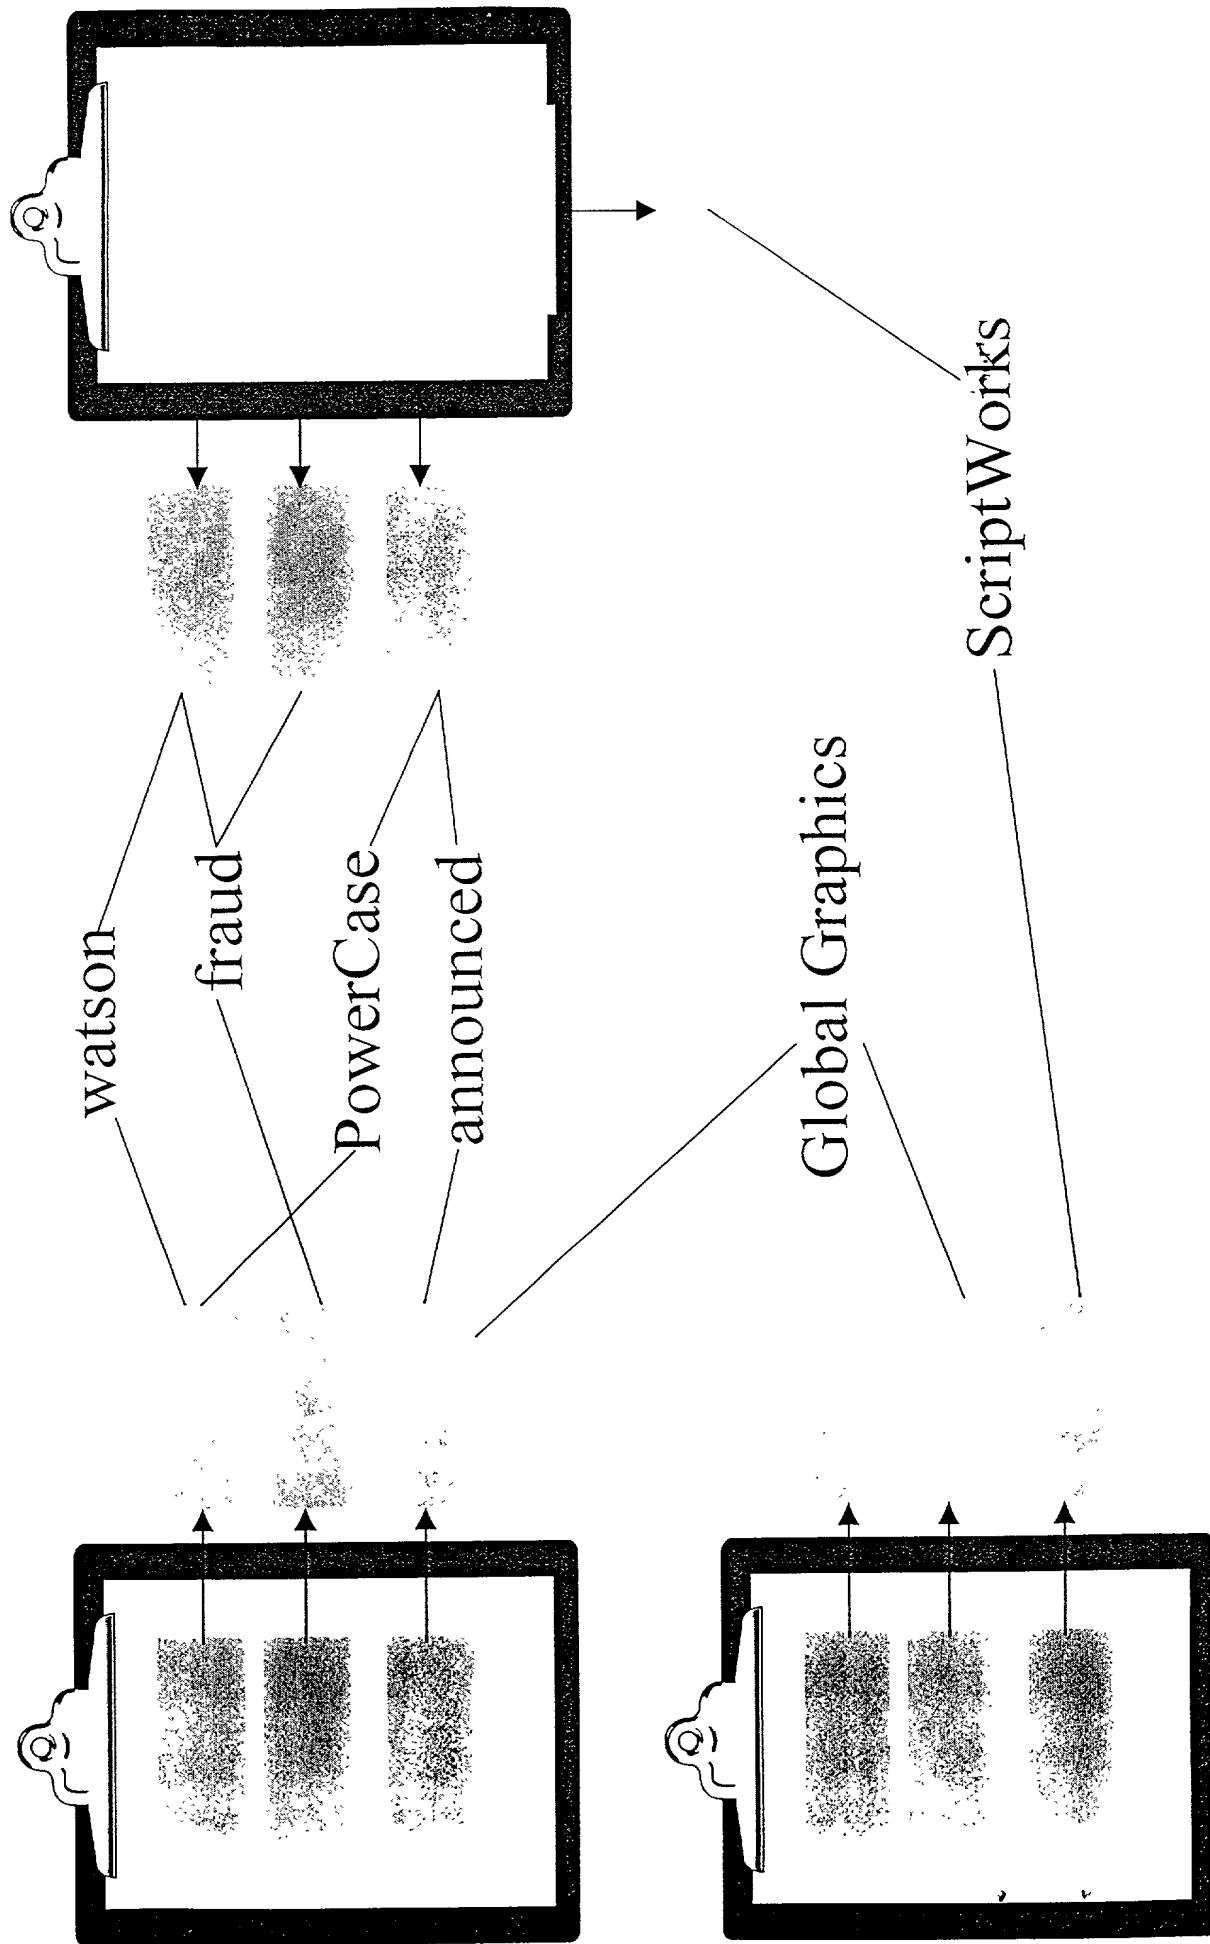 watson
fraud
PowerCase
announced
Global Graphics
ScriptWorks